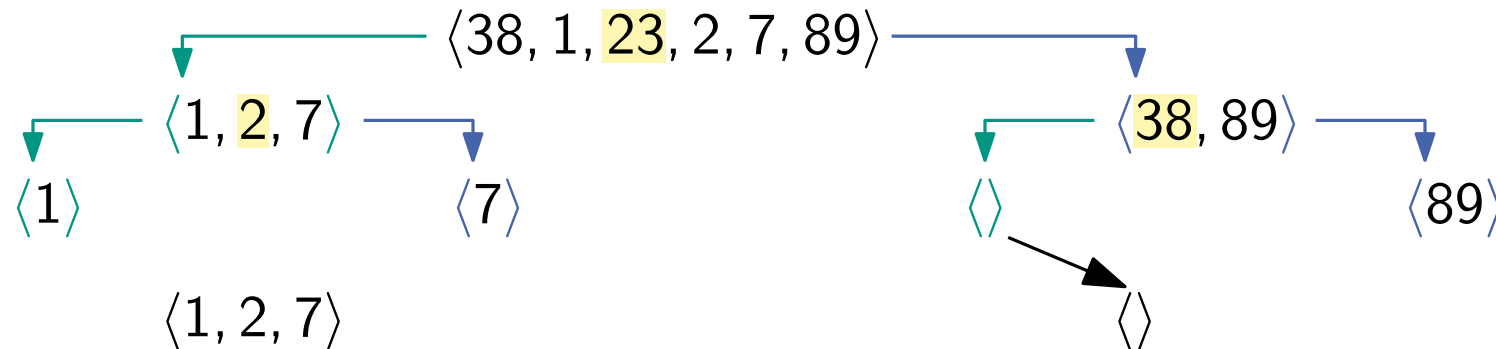 ⟨38, 1, 23, 2, 7, 89⟩
⟨1, 2, 7⟩ ⟨38, 89⟩
⟨1⟩ ⟨7⟩ ⟨⟩ ⟨89⟩
⟨1, 2, 7⟩ ⟨⟩